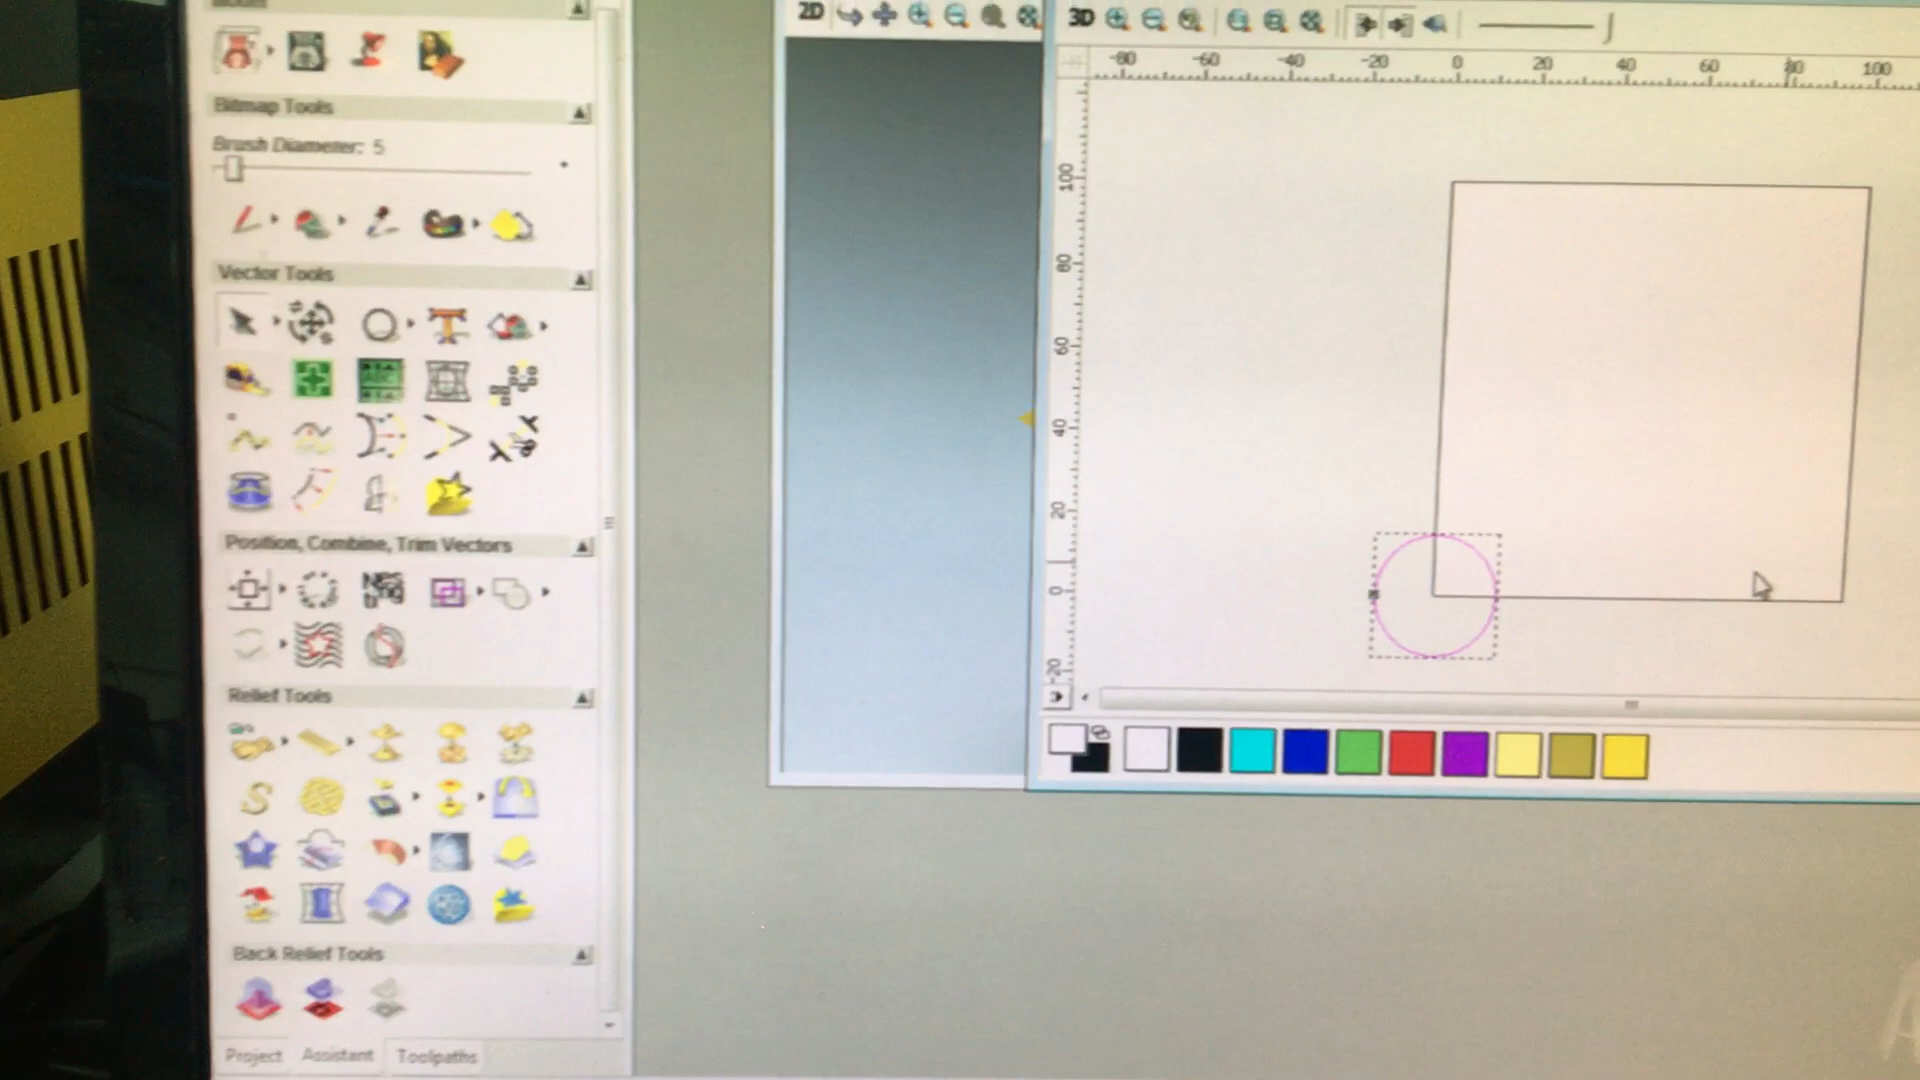 Bitmap Tools
Brush Diameter: 5
Vector Tools
Position, Combine, Trim Vectors
Relief Tools
Back Relief Tools
Project Assistant Toolpaths
2D
3D
-80 -60 -40 -20 0 20 40 60 80 100
100
80
60
40
20
0
-20